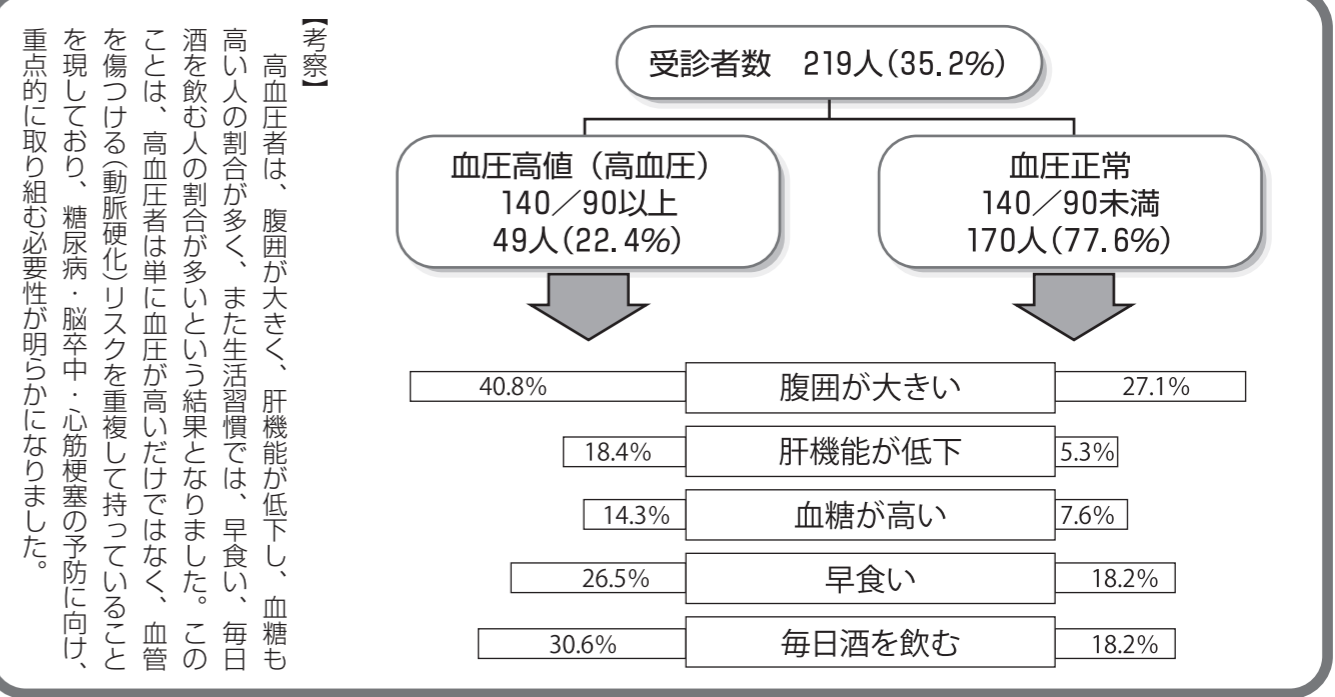 受診者数 219人(35.2%)
血圧高値（高血圧）
140／90以上
49人(22.4%)
血圧正常
140／90未満
170人(77.6%)
40.8% 腹囲が大きい 27.1%
18.4% 肝機能が低下 5.3%
14.3% 血糖が高い 7.6%
26.5% 早食い 18.2%
30.6% 毎日酒を飲む 18.2%
【考察】
高血圧者は、腹囲が大きく、肝機能が低下し、血糖も
高い人の割合が多く、また生活習慣では、早食い、毎日
酒を飲む人の割合が多いという結果となりました。この
ことは、高血圧者は単に血圧が高いだけではなく、血管
を傷つける(動脈硬化)リスクを重複して持っていること
を現しており、糖尿病・脳卒中・心筋梗塞の予防に向け、
重点的に取り組む必要性が明らかになりました。